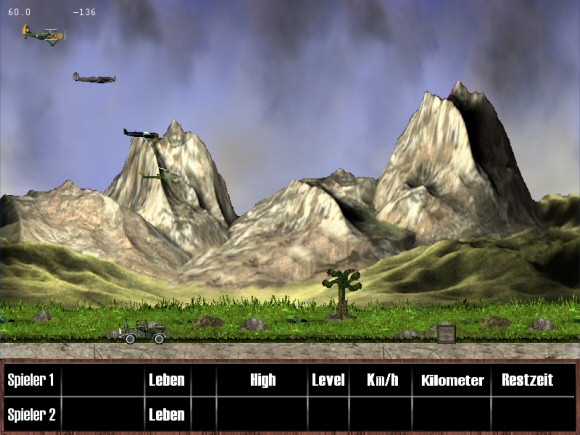 60.0 −136
Spieler 1 Leben High Level Km/h Kilometer Restzeit
Spieler 2 Leben